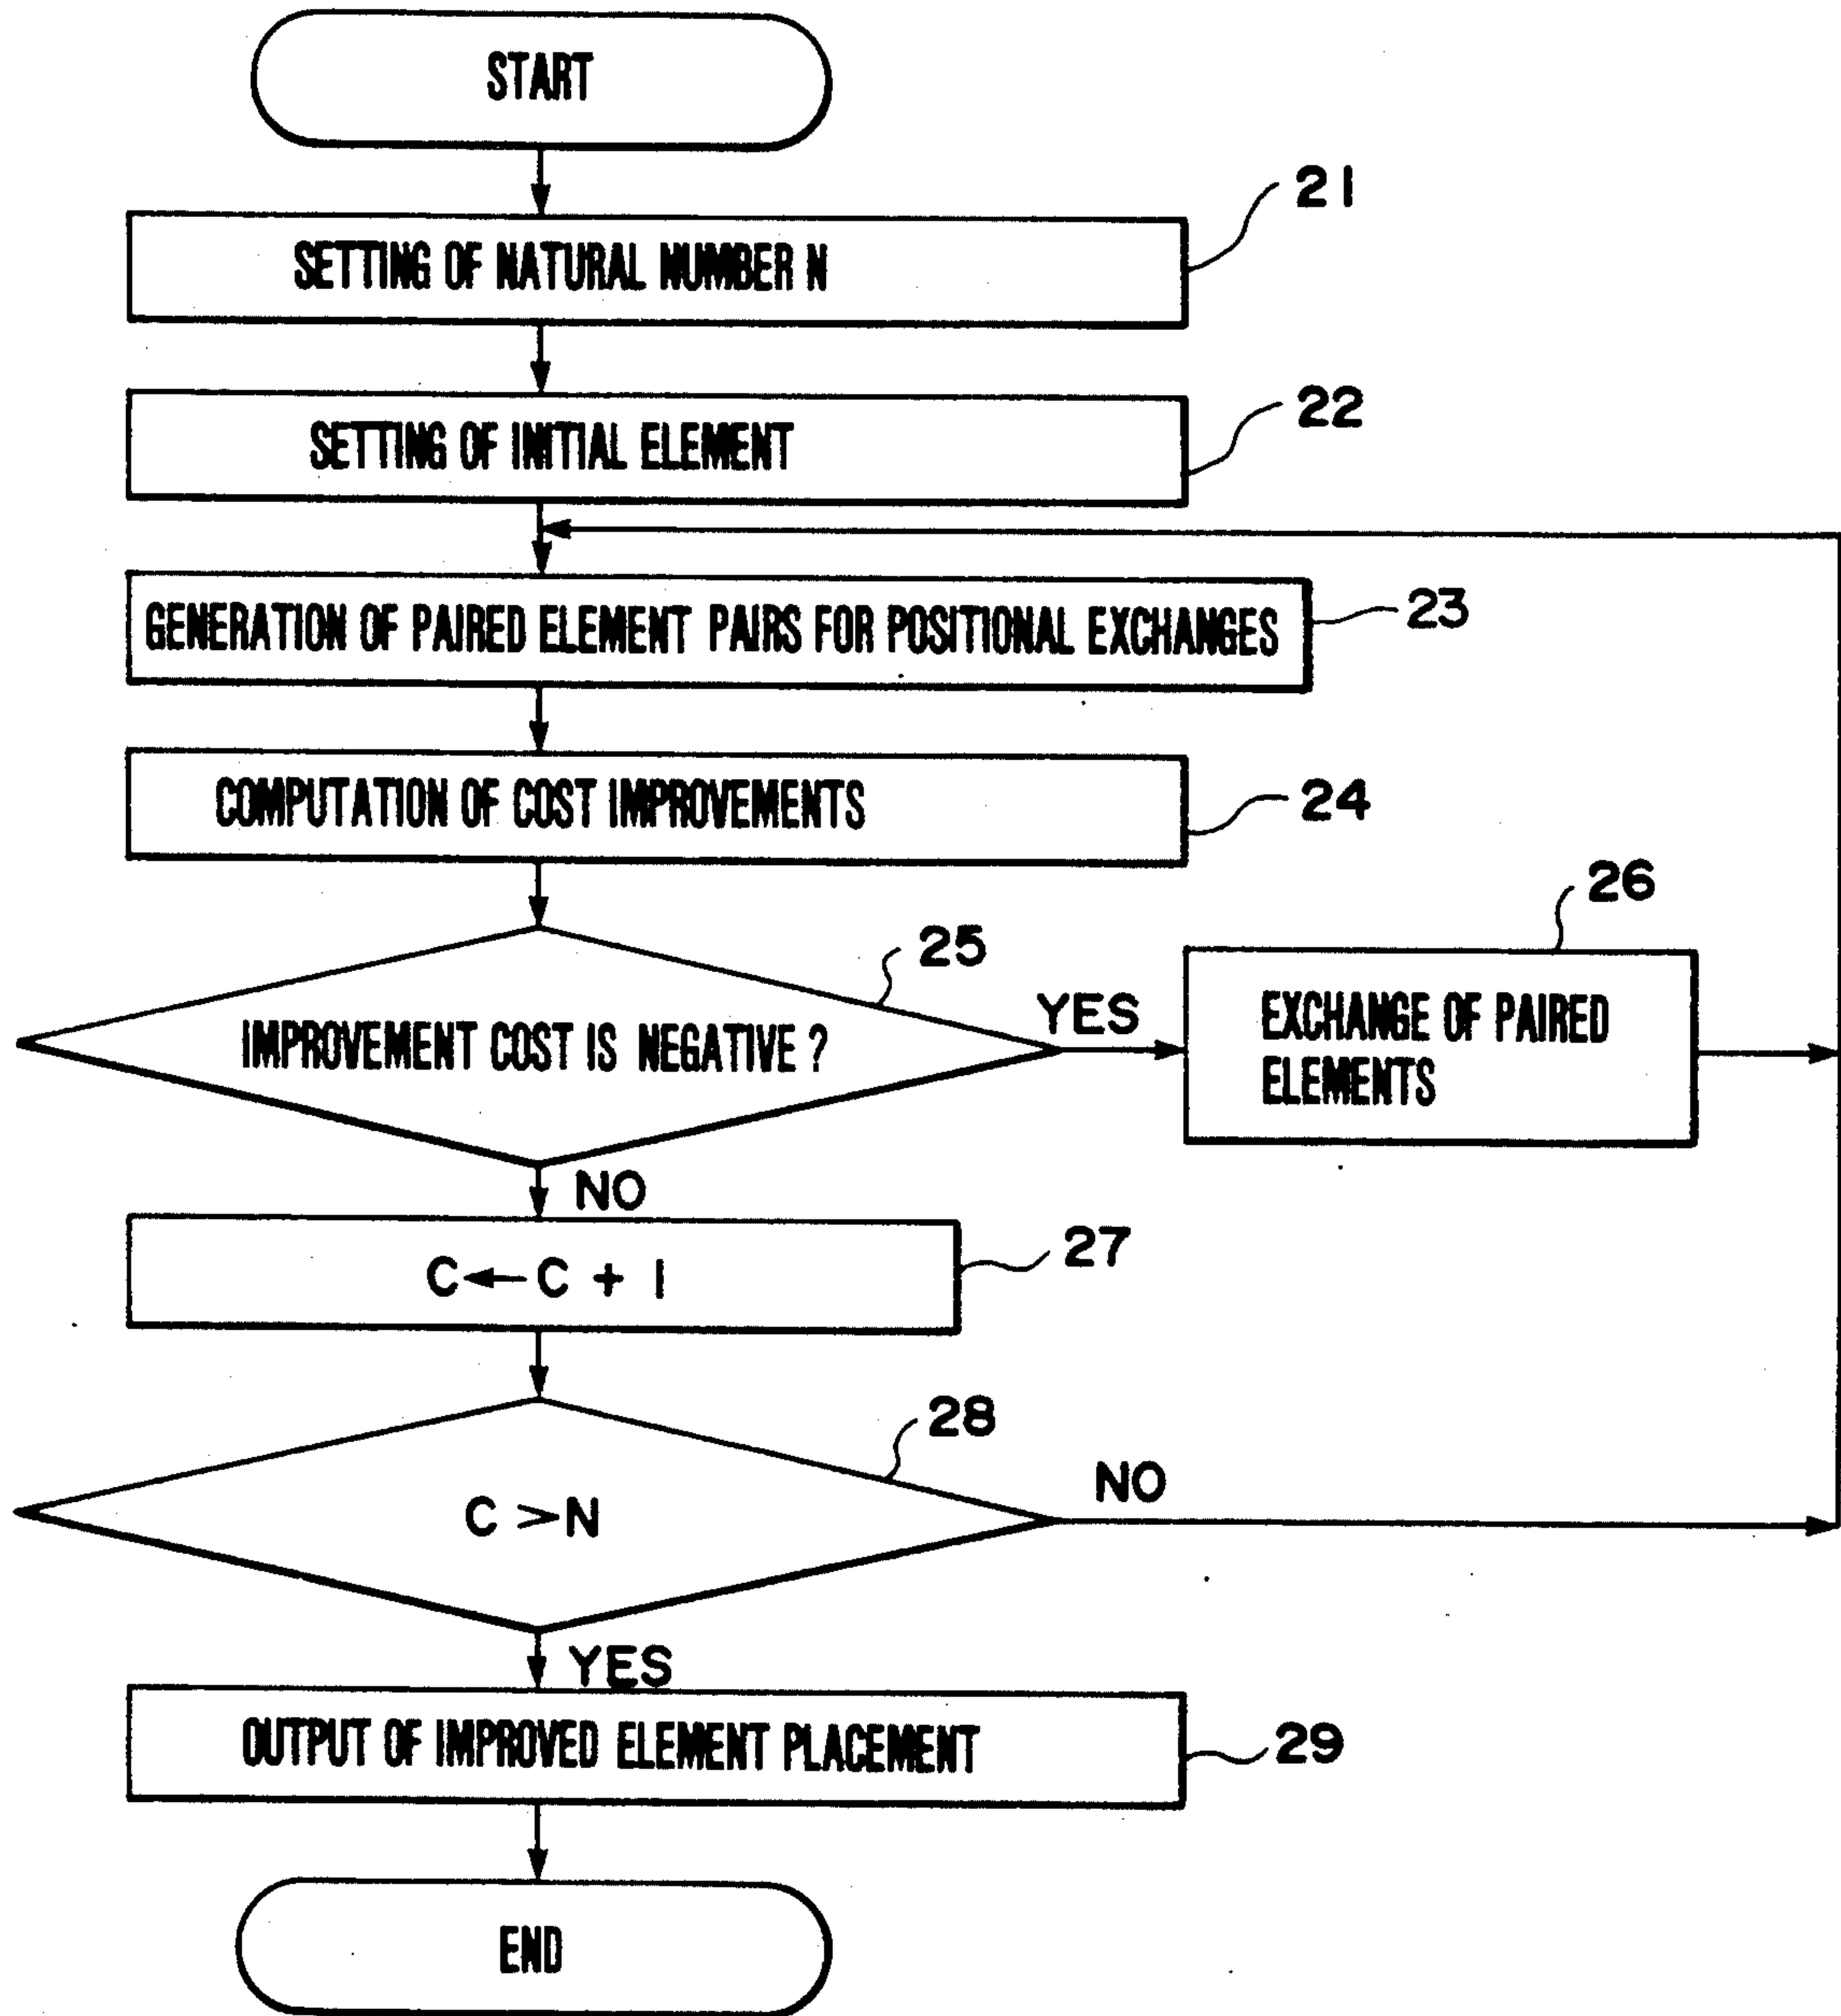 START
21
SETTING OF NATURAL NUMBER N
22
SETTING OF INITIAL ELEMENT
23
GENERATION OF PAIRED ELEMENT PAIRS FOR POSITIONAL EXCHANGES
24
COMPUTATION OF COST IMPROVEMENTS
25
IMPROVEMENT COST IS NEGATIVE ?
YES
26
EXCHANGE OF PAIRED
ELEMENTS
NO
27
C ← C + 1
28
C > N
NO
YES
29
OUTPUT OF IMPROVED ELEMENT PLACEMENT
END